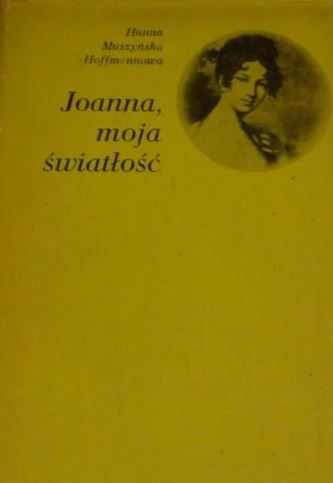 Hanna
Muszyńska
-Hoffmannowa
Joanna,
moja
światłość